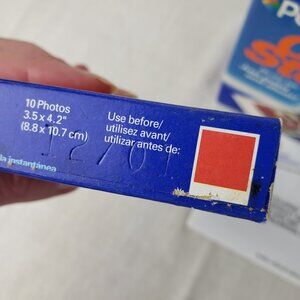 10 Photos
3.5 x 4.2"
(8.8 x 10.7 cm)
Use before/
utilisez avant/
utilizar antes de:
12/01
instantánea